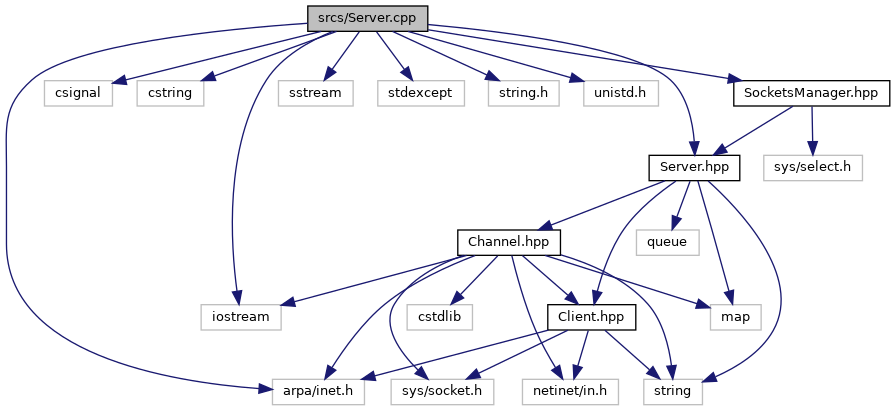 srcs/Server.cpp
csignal
cstring
sstream
stdexcept
string.h
unistd.h
SocketsManager.hpp
Server.hpp
sys/select.h
Channel.hpp
queue
iostream
cstdlib
Client.hpp
map
arpa/inet.h
sys/socket.h
netinet/in.h
string